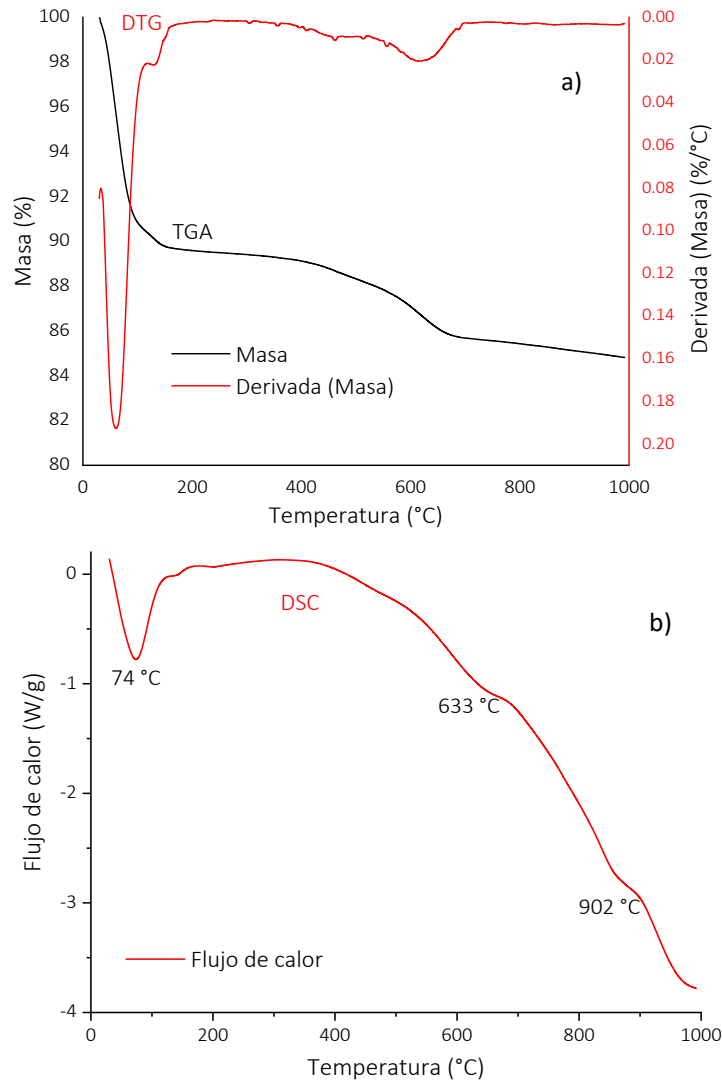 DTG
a)
TGA
Masa
Derivada (Masa)
Masa (%)
100
98
96
94
92
90
88
86
84
82
80
0.00
0.02
0.04
0.06
0.08
0.10
0.12
0.14
0.16
0.18
0.20
Derivada (Masa) (%/°C)
0 200 400 600 800 1000
Temperatura (°C)
DSC
b)
74 °C
633 °C
902 °C
Flujo de calor
Flujo de calor (W/g)
0
-1
-2
-3
-4
0 200 400 600 800 1000
Temperatura (°C)